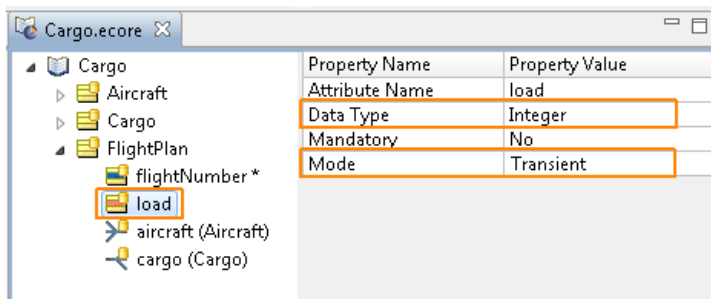 Cargo.ecore
Cargo
Aircraft
Cargo
FlightPlan
flightNumber *
load
aircraft (Aircraft)
cargo (Cargo)
Property Name Property Value
Attribute Name load
Data Type Integer
Mandatory No
Mode Transient